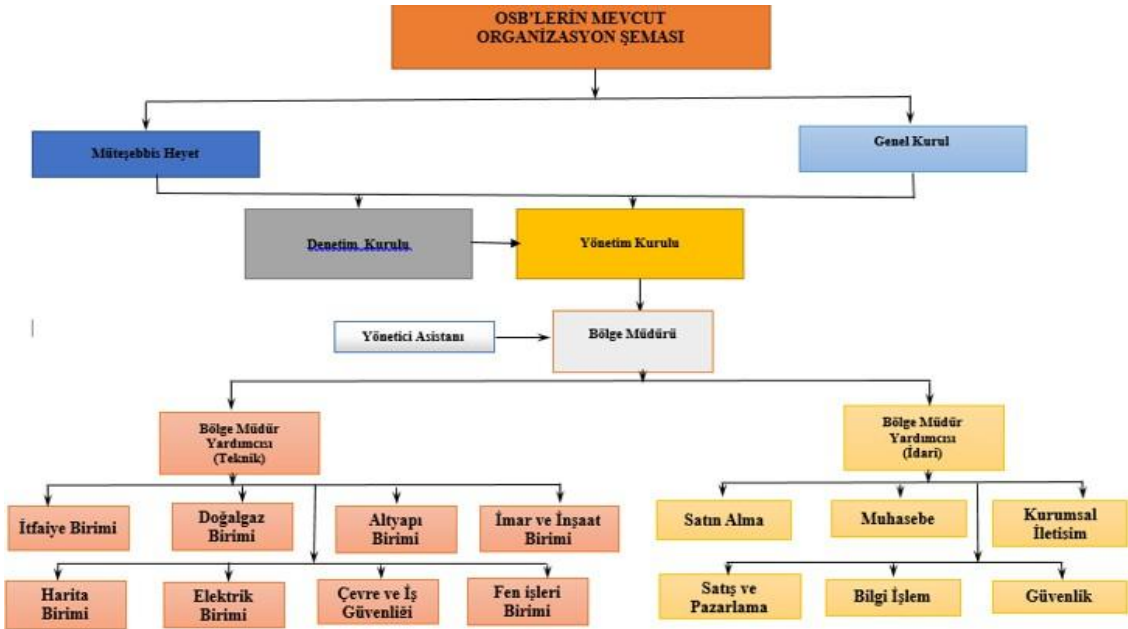 OSB'LERİN MEVCUT
ORGANİZASYON ŞEMASI
Müteşebbis Heyet
Genel Kurul
Denetim Kurulu
Yönetim Kurulu
Yönetici Asistanı
Bölge Müdürü
Bölge Müdür
Yardımcısı
(Teknik)
Bölge Müdür
Yardımcısı
(İdari)
İtfaiye Birimi
Doğalgaz
Birimi
Altyapı
Birimi
İmar ve İnşaat
Birimi
Satın Alma
Muhasebe
Kurumsal
İletişim
Harita
Birimi
Elektrik
Birimi
Çevre ve İş
Güvenliği
Fen işleri
Birimi
Satış ve
Pazarlama
Bilgi İşlem
Güvenlik